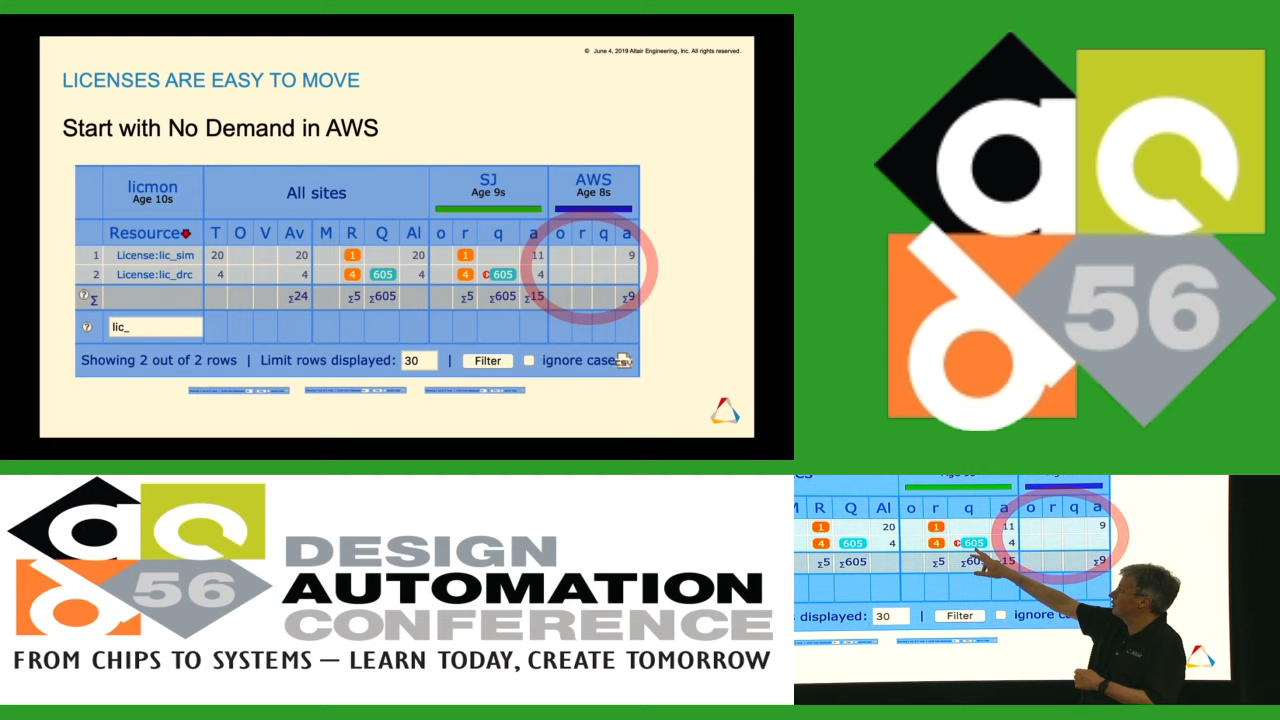 © June 4, 2019 Altair Engineering, Inc. All rights reserved.
LICENSES ARE EASY TO MOVE
Start with No Demand in AWS
licmon All sites SJ AWS
Age 10s Age 9s Age 8s
Resource T O V Av M R Q Al o r q a o r q a
1 License:lic_sim 20 20 1 20 1 11 9
2 License:lic_drc 4 4 4 605 4 4 ¢ 605 4
? Σ Σ24 Σ5 Σ605 Σ5 Σ605 Σ15 Σ9
? lic_
Showing 2 out of 2 rows | Limit rows displayed: 30 | Filter ignore case CSV
56
56
DESIGN
AUTOMATION
CONFERENCE
FROM CHIPS TO SYSTEMS — LEARN TODAY, CREATE TOMORROW
R Q Al o r q a o r q a
1 20 1 11 9
4 605 4 4 ¢ 605 4
Σ5 Σ605 Σ5 15 Σ9
displayed: 30 | Filter ignore